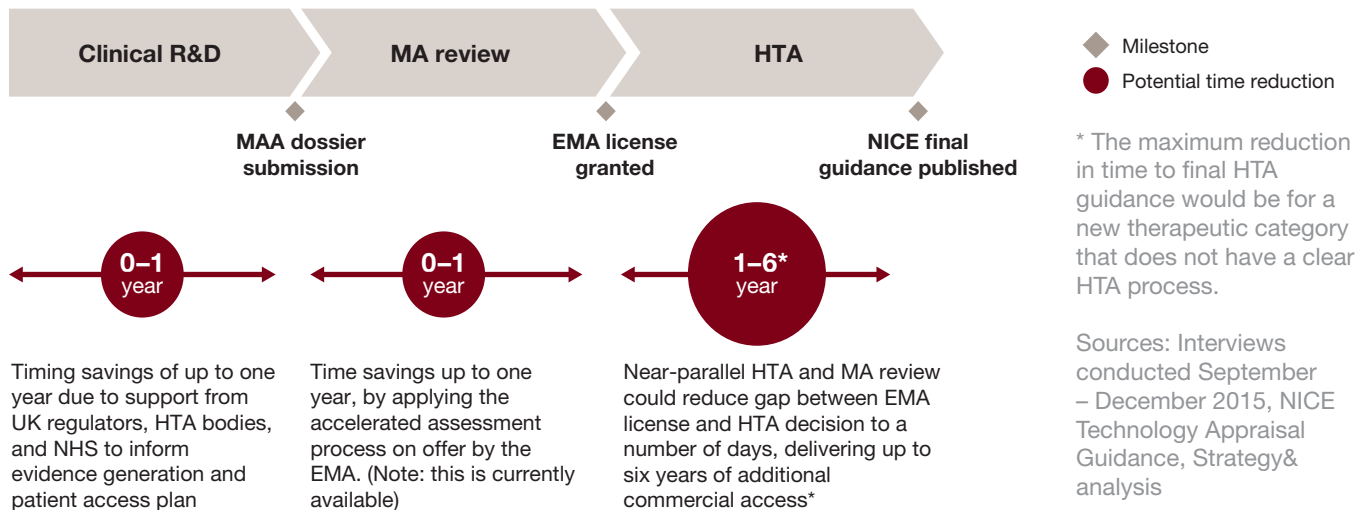 Clinical R&D
MA review
HTA
MAA dossier
submission
EMA license
granted
NICE final
guidance published
0–1
year
0–1
year
1–6*
year
Timing savings of up to one
year due to support from
UK regulators, HTA bodies,
and NHS to inform
evidence generation and
patient access plan
Time savings up to one
year, by applying the
accelerated assessment
process on offer by the
EMA. (Note: this is currently
available)
Near-parallel HTA and MA review
could reduce gap between EMA
license and HTA decision to a
number of days, delivering up to
six years of additional
commercial access*
Milestone
Potential time reduction
* The maximum reduction
in time to final HTA
guidance would be for a
new therapeutic category
that does not have a clear
HTA process.
Sources: Interviews
conducted September
– December 2015, NICE
Technology Appraisal
Guidance, Strategy&
analysis